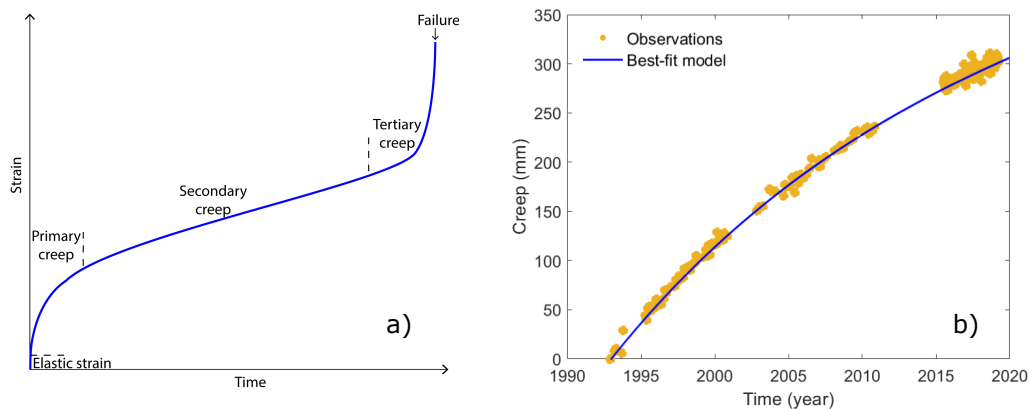 Failure
Tertiary
creep
Secondary
creep
Primary
creep
Elastic strain
Strain
Time
a)
350
300
250
200
150
100
50
0
Creep (mm)
Observations
Best-fit model
b)
1990 1995 2000 2005 2010 2015 2020
Time (year)